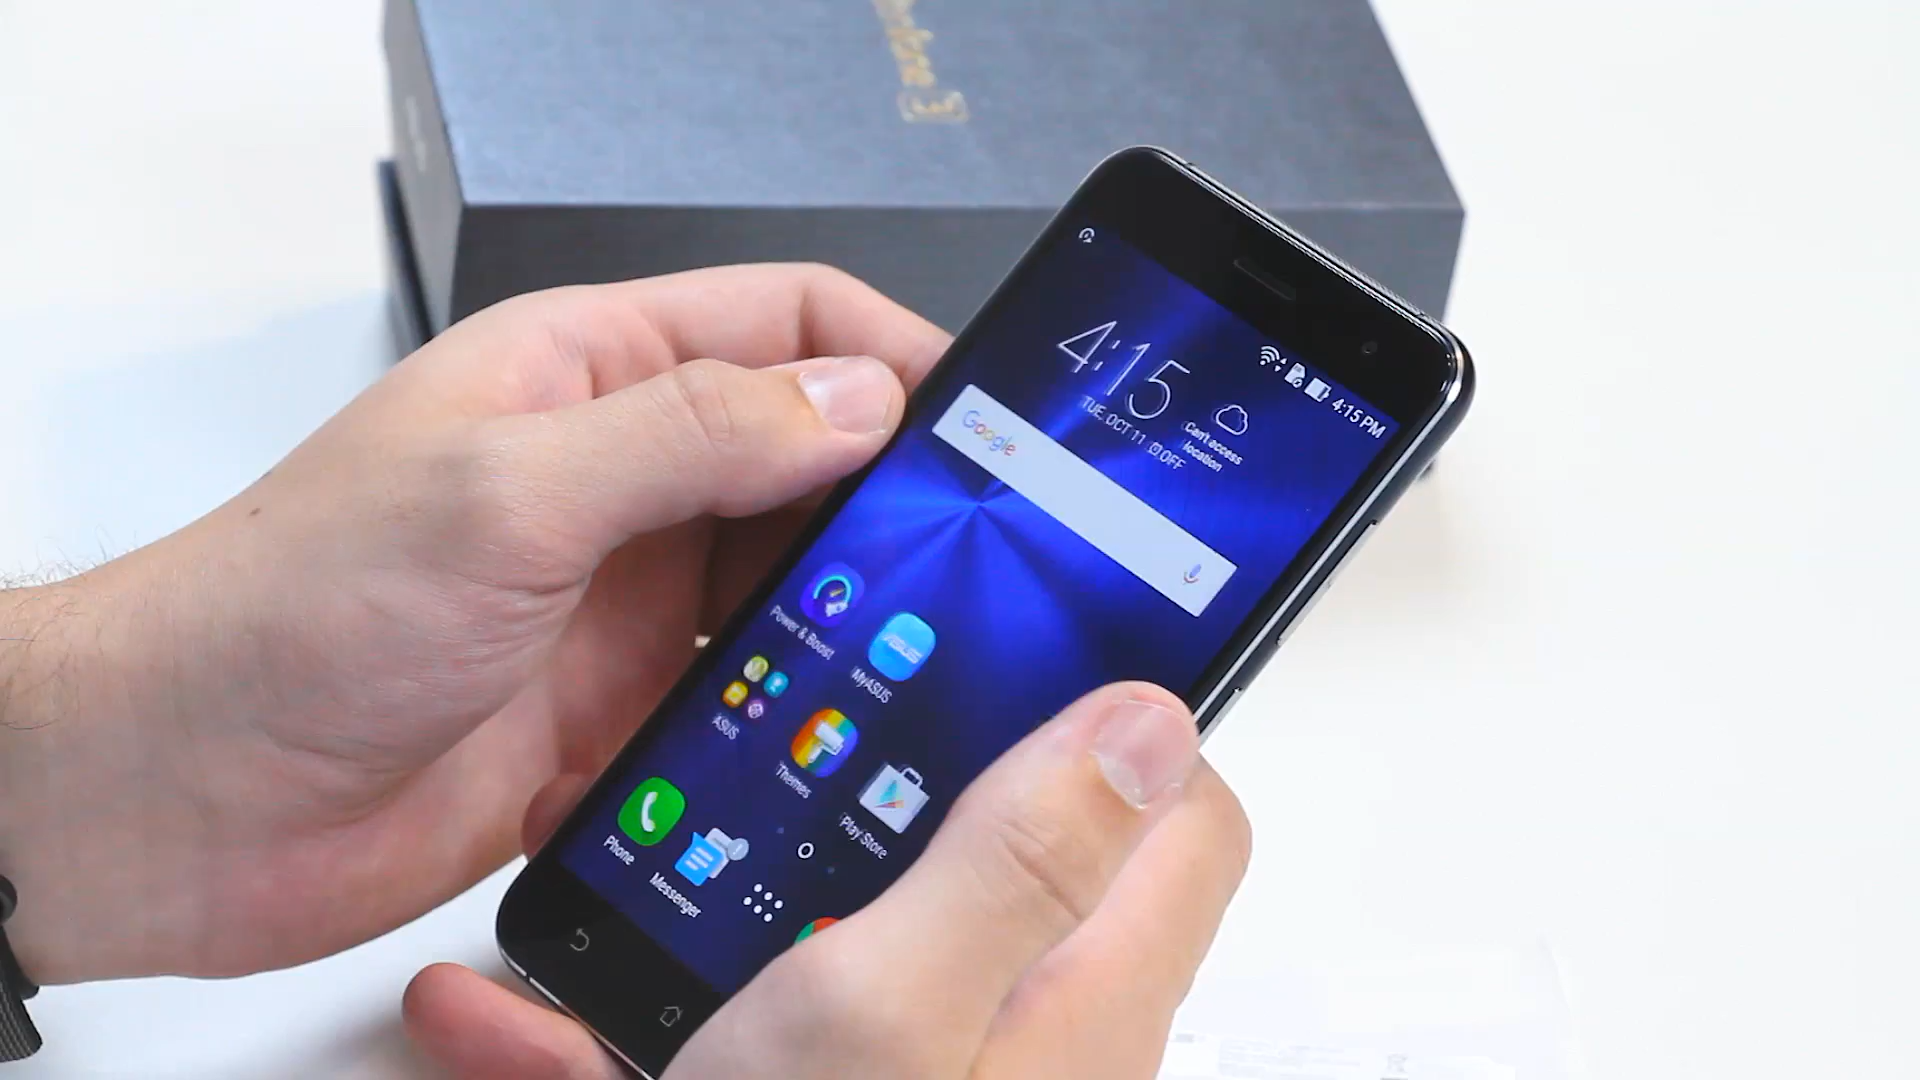 4:15 PM
4:15
TUE, OCT 11 OFF
Can't access
location
Google
Power & Boost
MyASUS
ASUS
ASUS
Themes
Play Store
Phone
Messenger